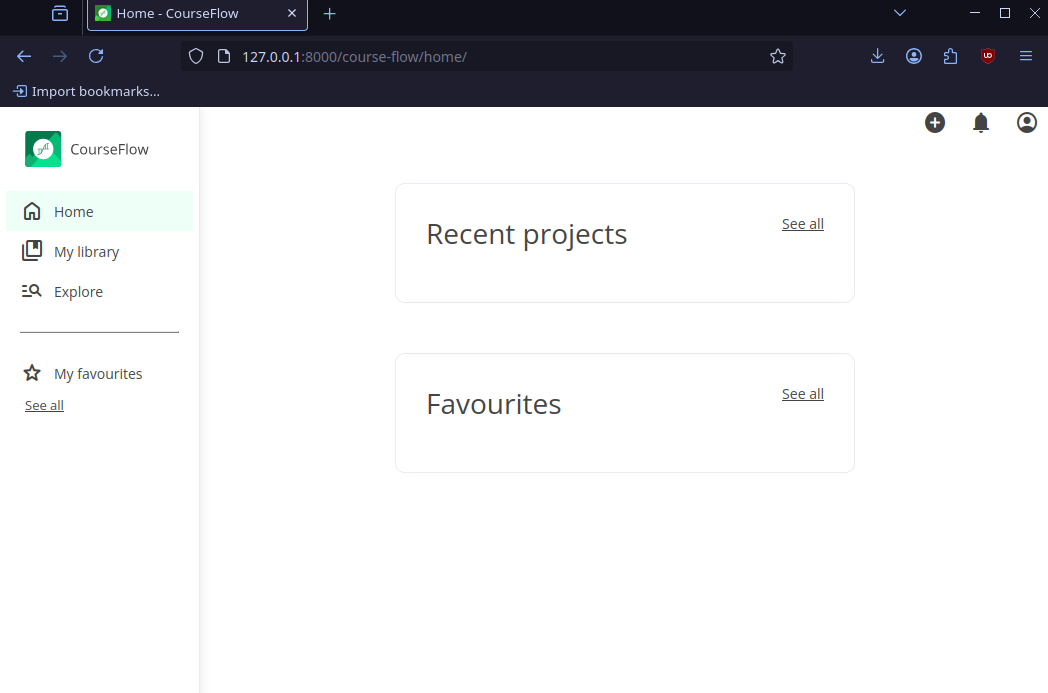 Home - CourseFlow
127.0.0.1:8000/course-flow/home/
Import bookmarks...
CourseFlow
Home
My library
Explore
My favourites
See all
Recent projects
See all
Favourites
See all